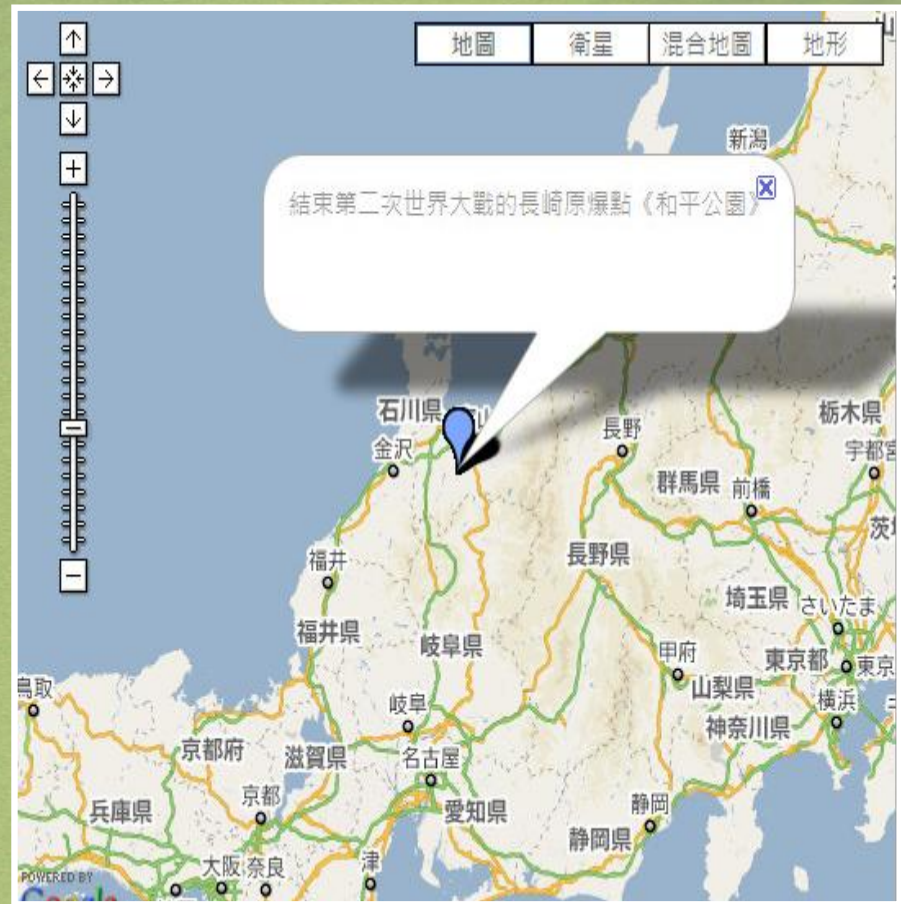 地圖 衛星 混合地圖 地形
新潟
結束第二次世界大戰的長崎原爆點《和平公園》
石川県
長野
栃木県
金沢
宇都宮
群馬県
前橋
福井
長野県
埼玉県
さいたま
福井県
岐阜県
甲府
東京都
東京
鳥取
山梨県
岐阜
横浜
神奈川県
京都府
滋賀県
名古屋
京都
兵庫県
愛知県
静岡
静岡県
大阪
奈良
津
POWERED BY
Google